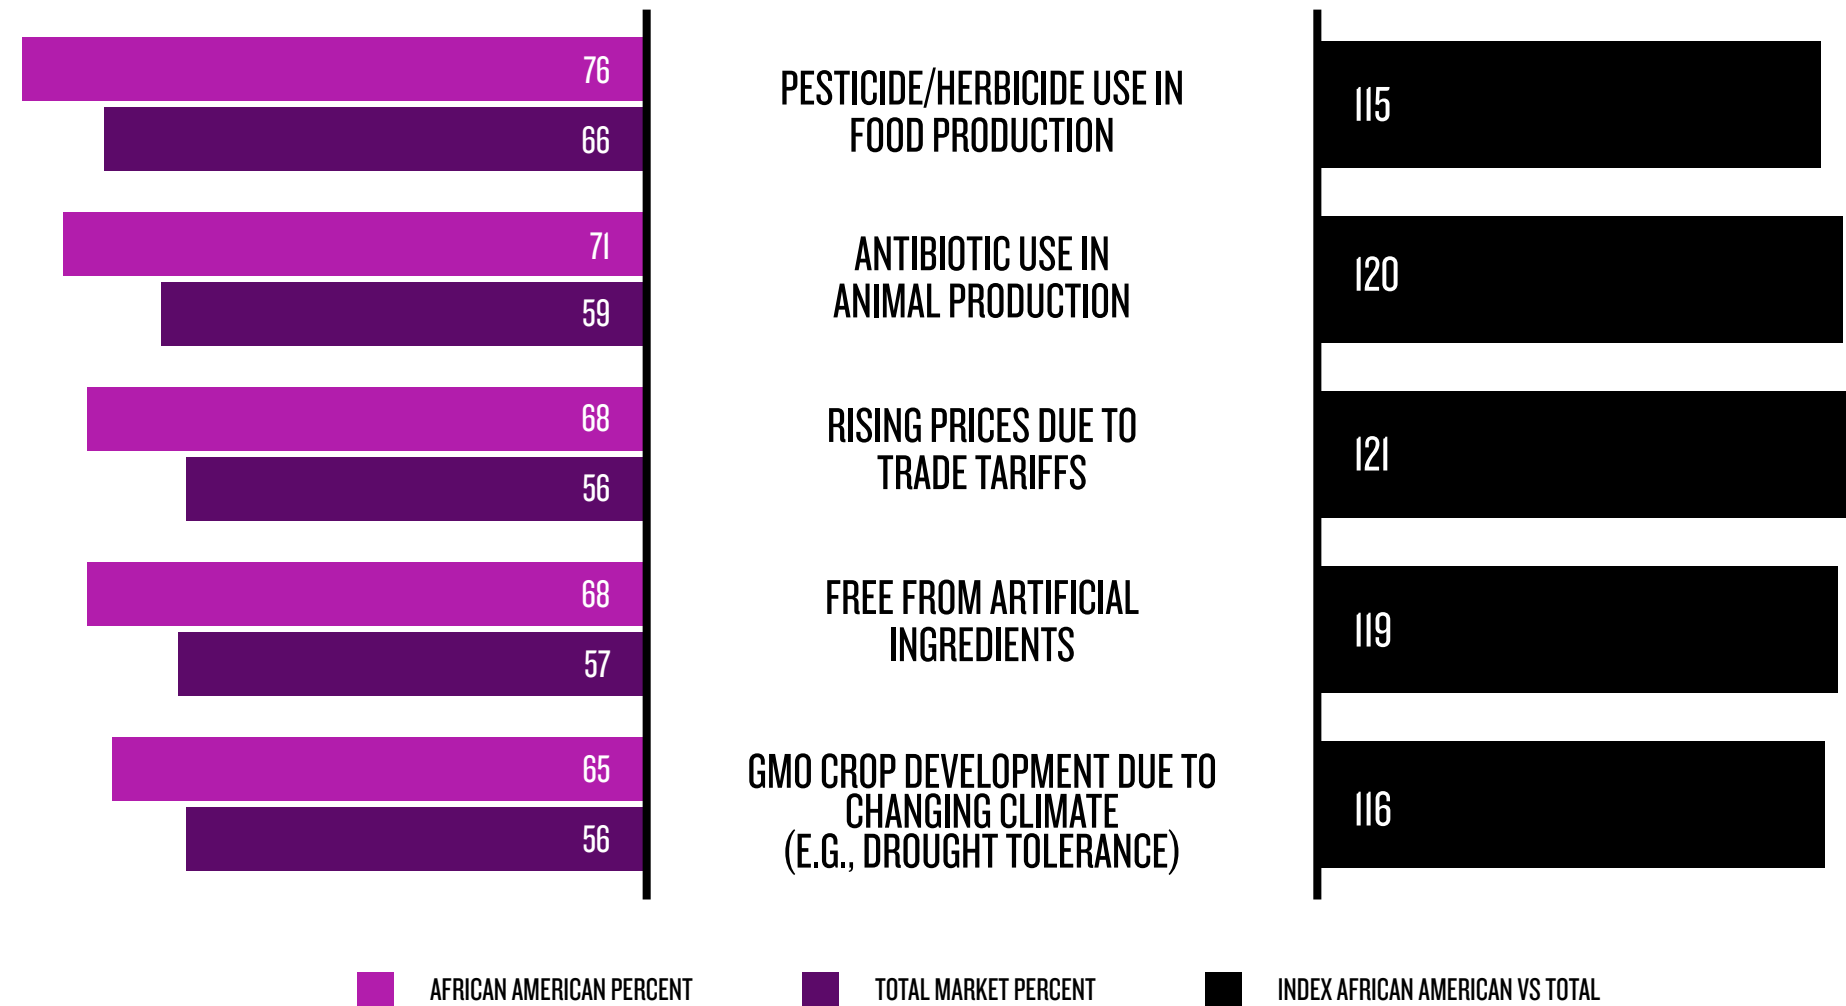 76
66
PESTICIDE/HERBICIDE USE IN
FOOD PRODUCTION
115
71
59
ANTIBIOTIC USE IN
ANIMAL PRODUCTION
120
68
56
RISING PRICES DUE TO
TRADE TARIFFS
121
68
57
FREE FROM ARTIFICIAL
INGREDIENTS
119
65
56
GMO CROP DEVELOPMENT DUE TO
CHANGING CLIMATE
(E.G., DROUGHT TOLERANCE)
116
AFRICAN AMERICAN PERCENT
TOTAL MARKET PERCENT
INDEX AFRICAN AMERICAN VS TOTAL